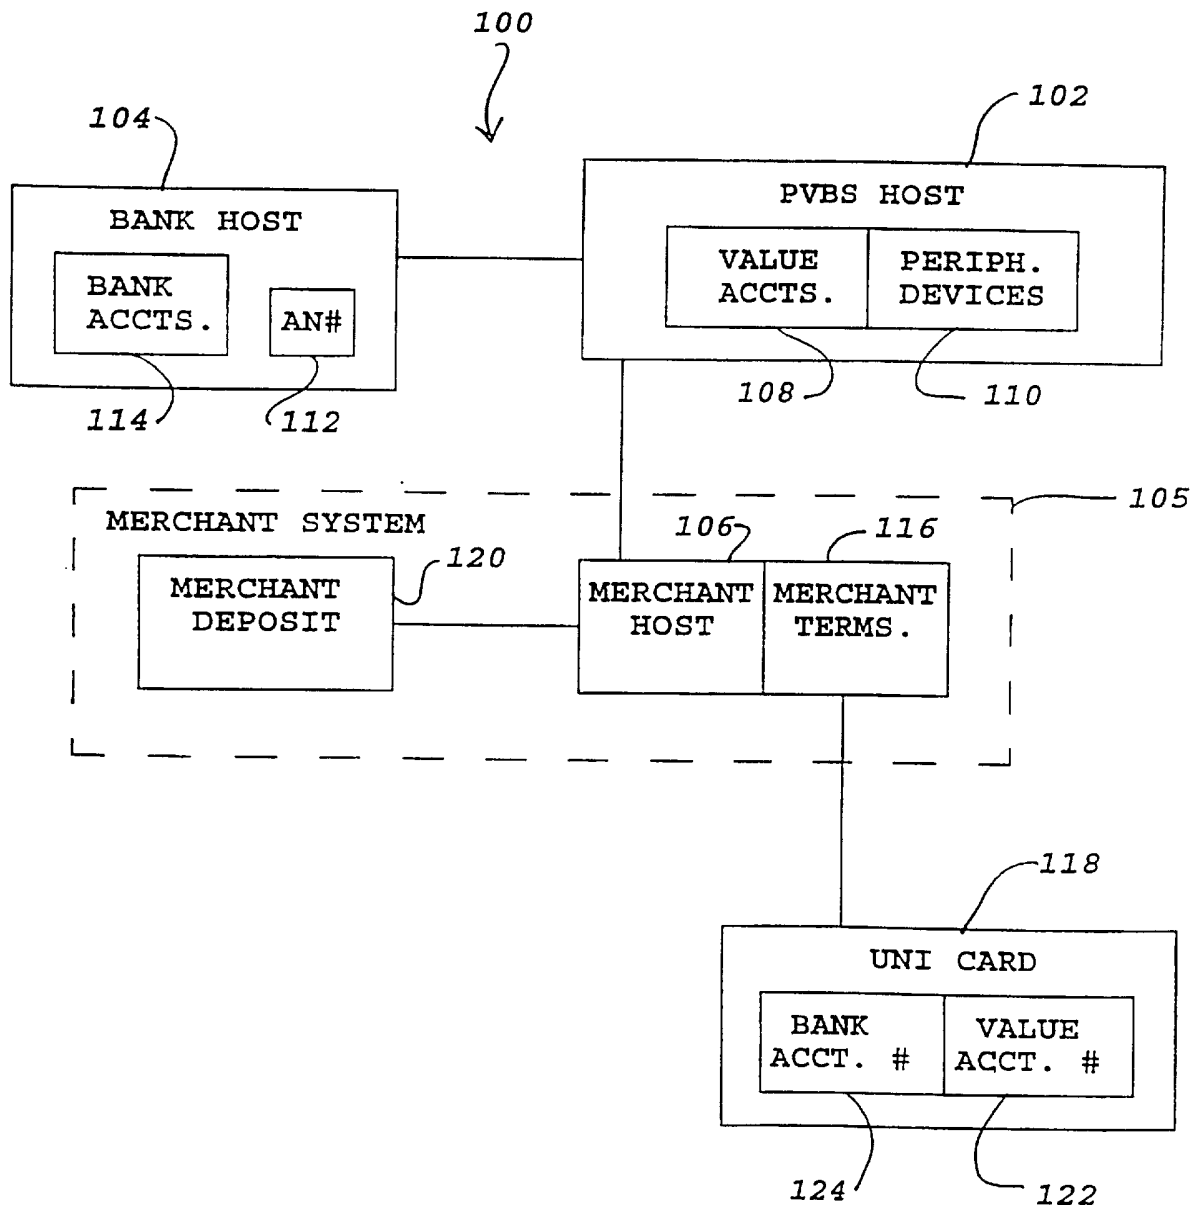 100
104
102
BANK HOST
PVBS HOST
BANK
ACCTS.
AN#
VALUE
ACCTS.
PERIPH.
DEVICES
114
112
108
110
105
MERCHANT SYSTEM
106
116
120
MERCHANT
DEPOSIT
MERCHANT
HOST
MERCHANT
TERMS.
118
UNI CARD
BANK
ACCT. #
VALUE
ACCT. #
124
122